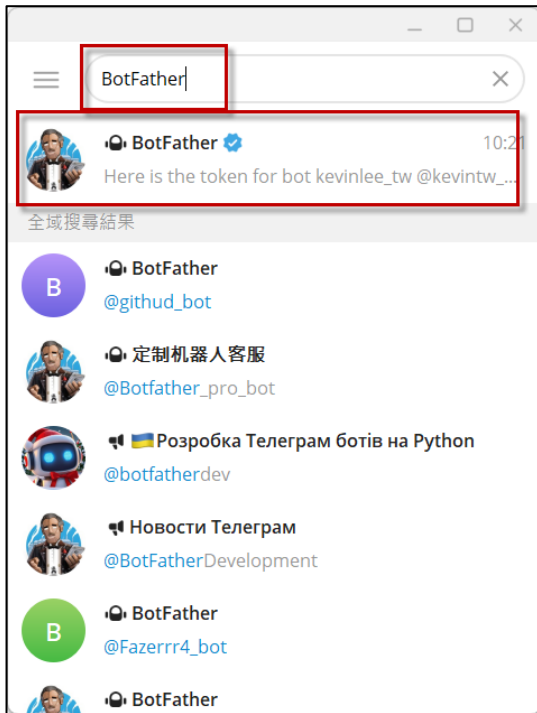 BotFather
BotFather
10:21
Here is the token for bot kevinlee_tw @kevintw_...
全域搜尋結果
B
BotFather
@githud_bot
定制机器人客服
@Botfather_pro_bot
🇺🇦Розробка Телеграм ботів на Python
@botfatherdev
Новости Телеграм
@BotFatherDevelopment
B
BotFather
@Fazerrr4_bot
BotFather